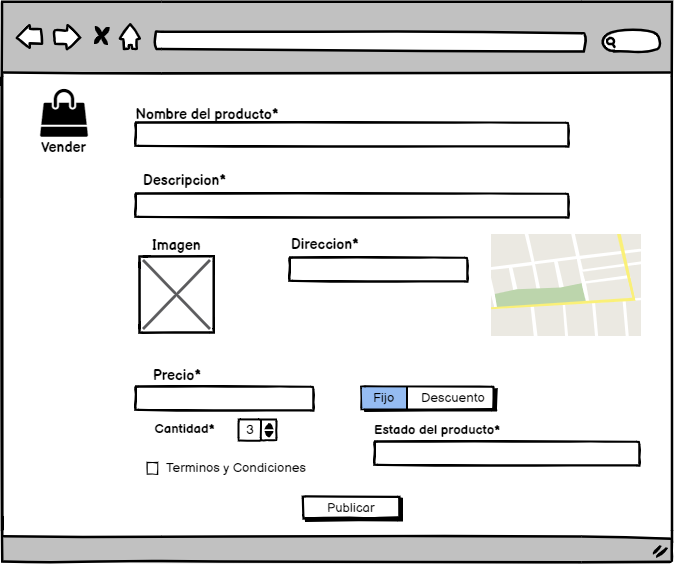 Vender
Nombre del producto*
Descripcion*
Imagen
Direccion*
Precio*
Fijo
Descuento
Cantidad*
3
Estado del producto*
Terminos y Condiciones
Publicar